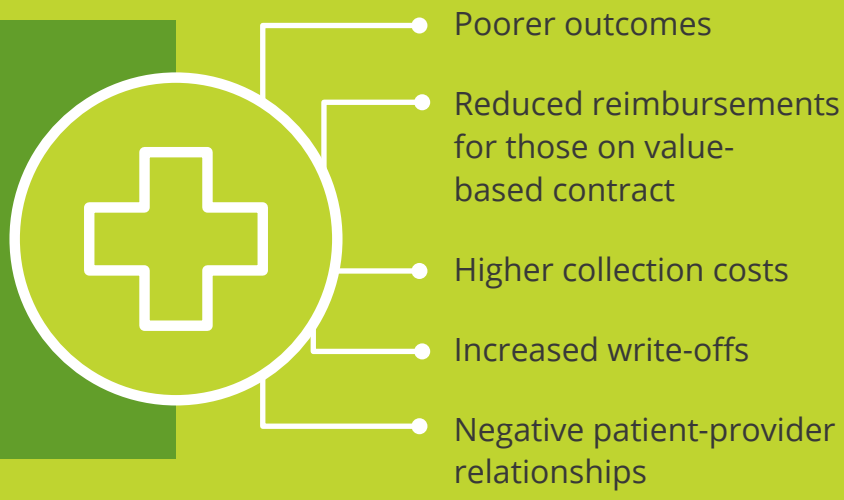 Poorer outcomes
Reduced reimbursements
for those on value-
based contract
Higher collection costs
Increased write-offs
Negative patient-provider
relationships